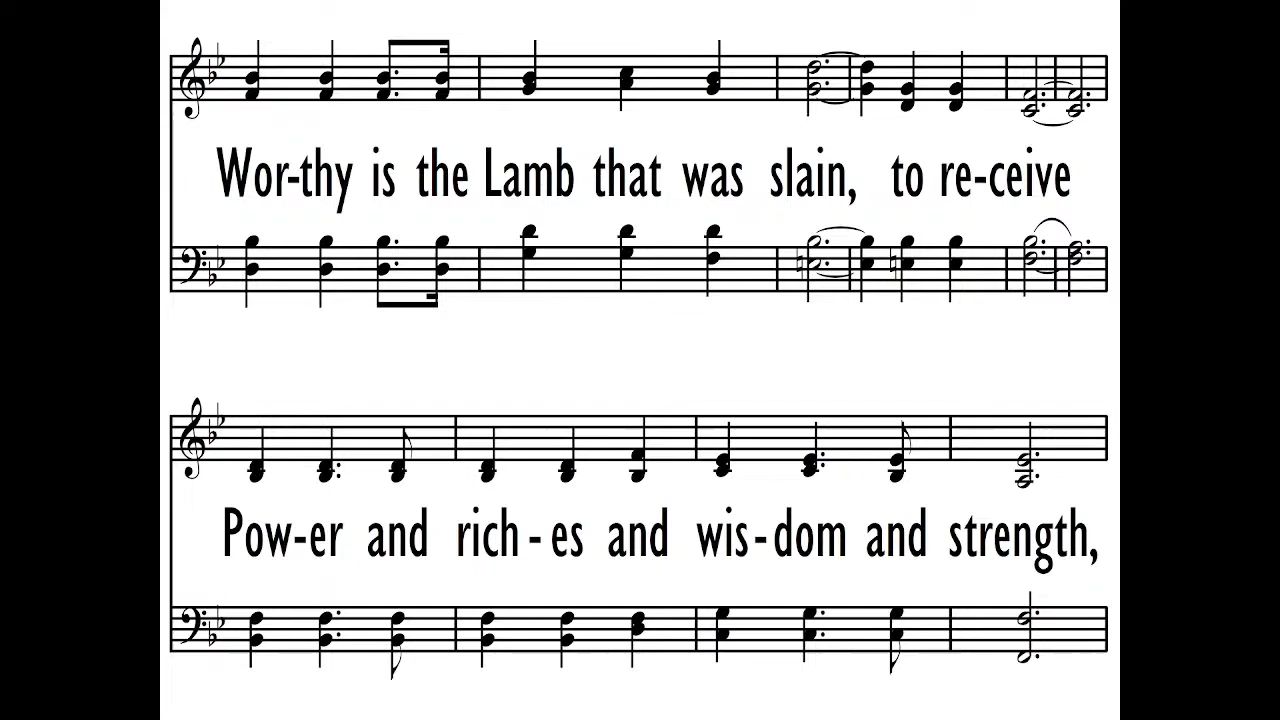 Wor-thy is the Lamb that was slain, to re-ceive
Pow-er and rich-es and wis-dom and strength,